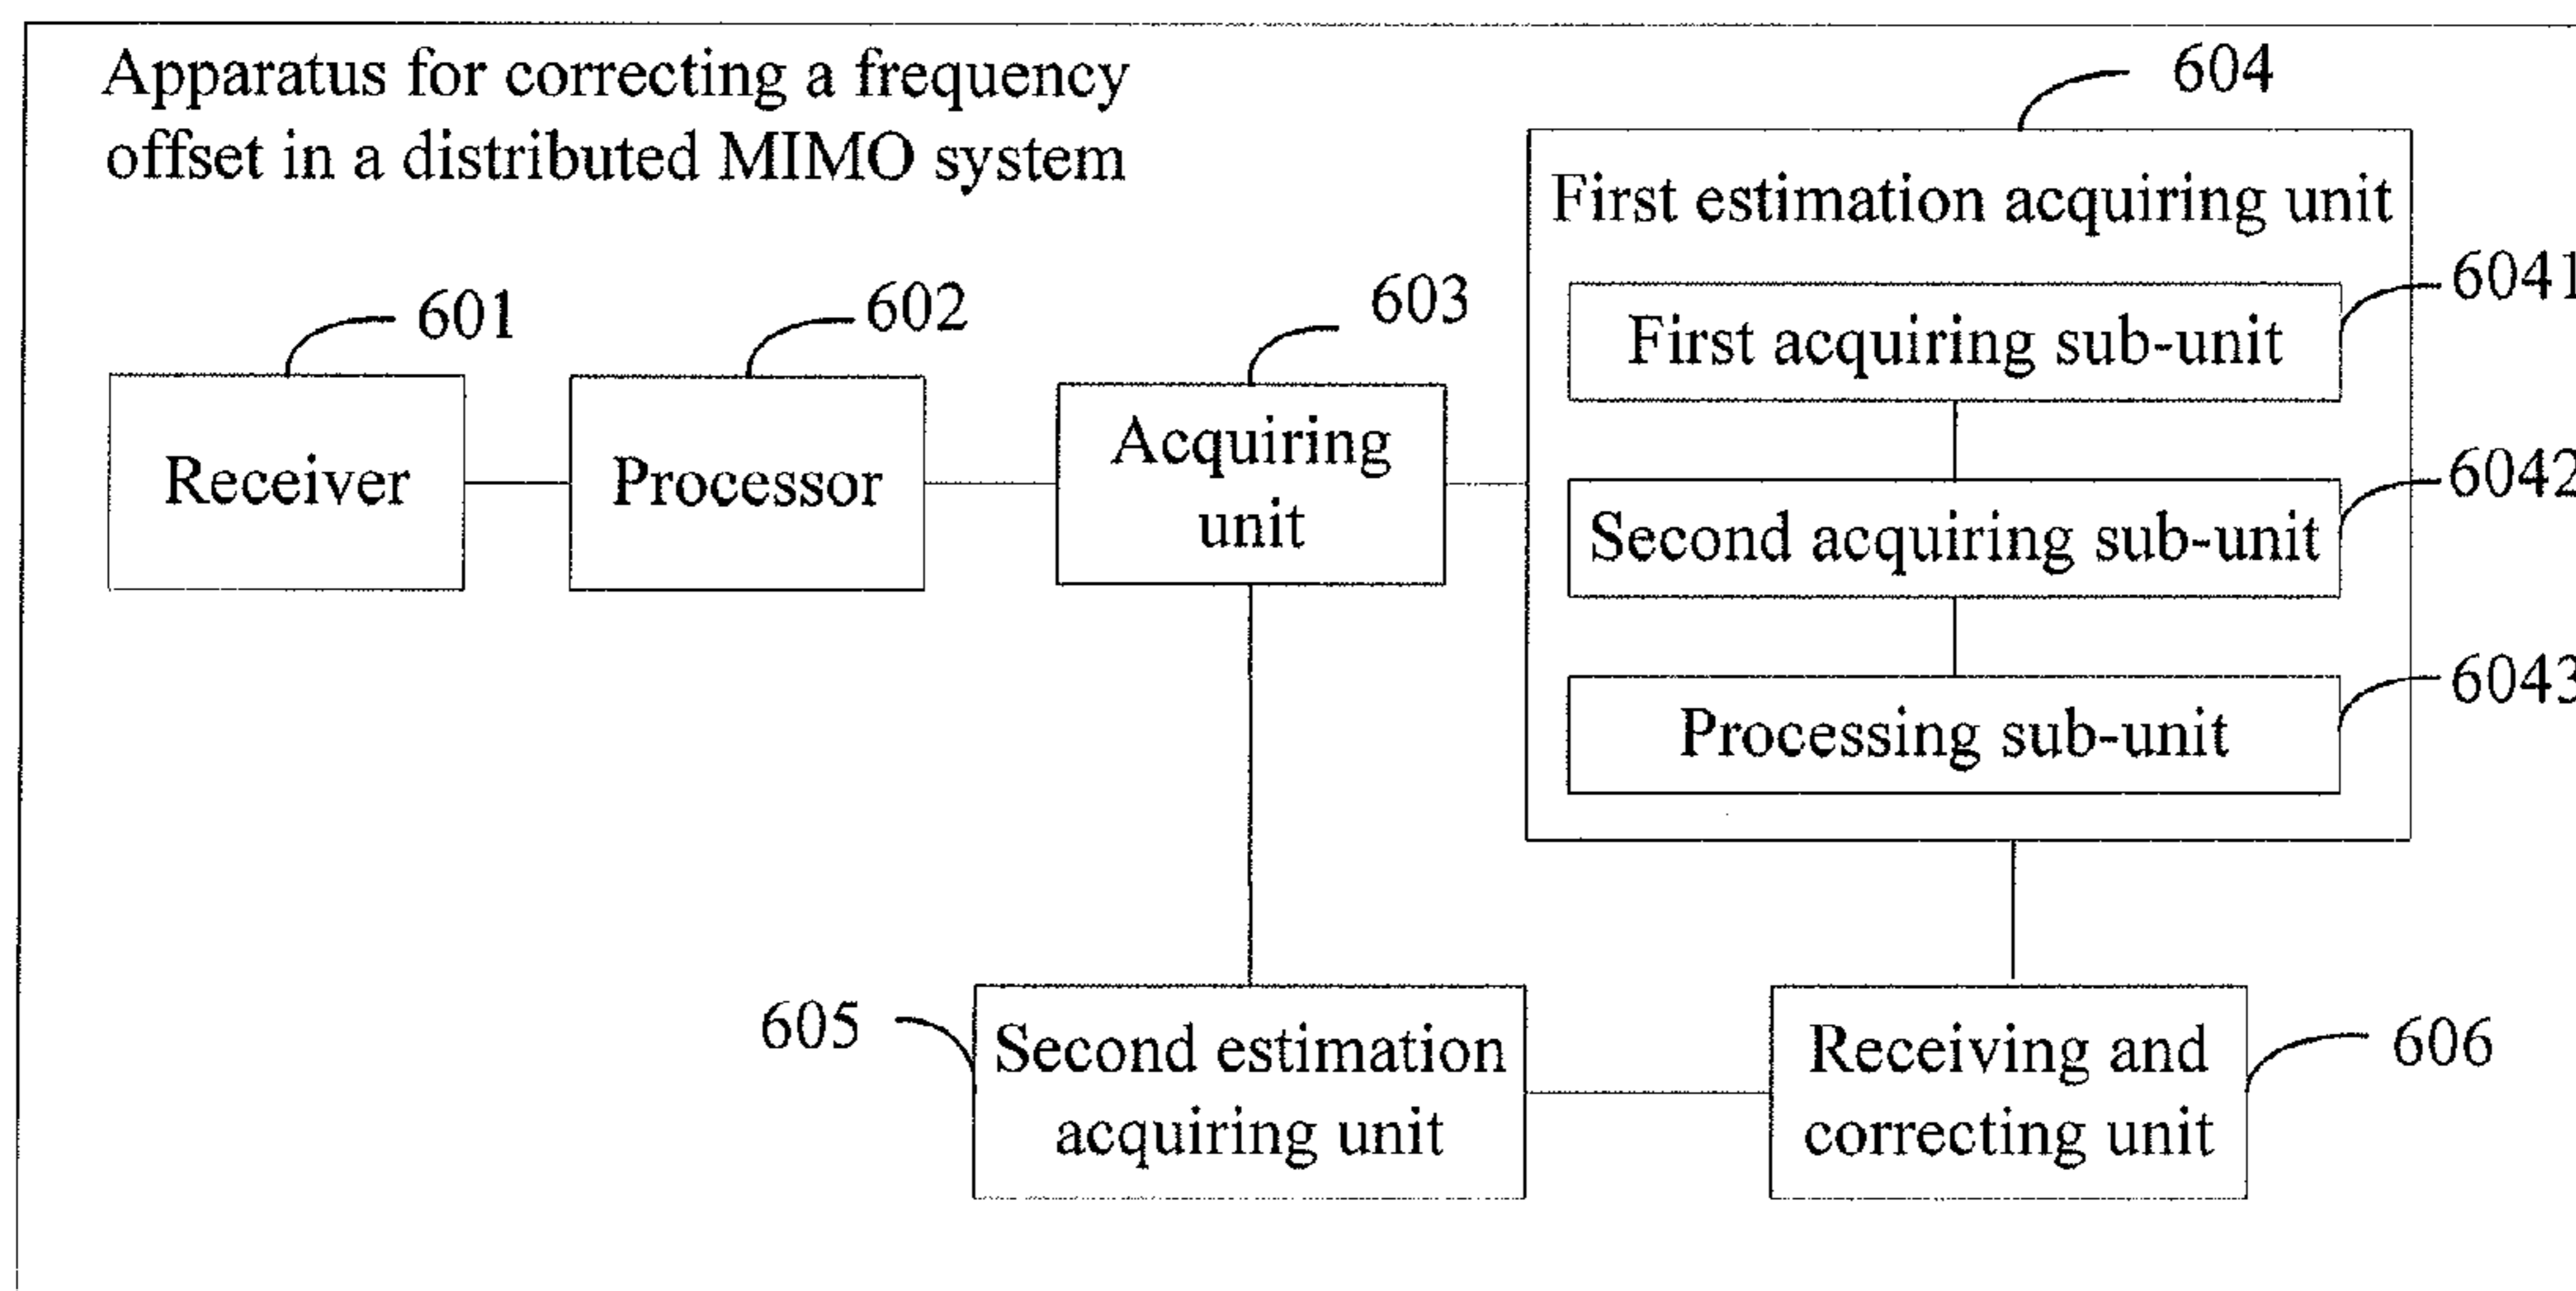 Apparatus for correcting a frequency
offset in a distributed MIMO system
604
First estimation acquiring unit
6041
First acquiring sub-unit
6042
Second acquiring sub-unit
6043
Processing sub-unit
601
Receiver
602
Processor
603
Acquiring
unit
605
Second estimation
acquiring unit
606
Receiving and
correcting unit